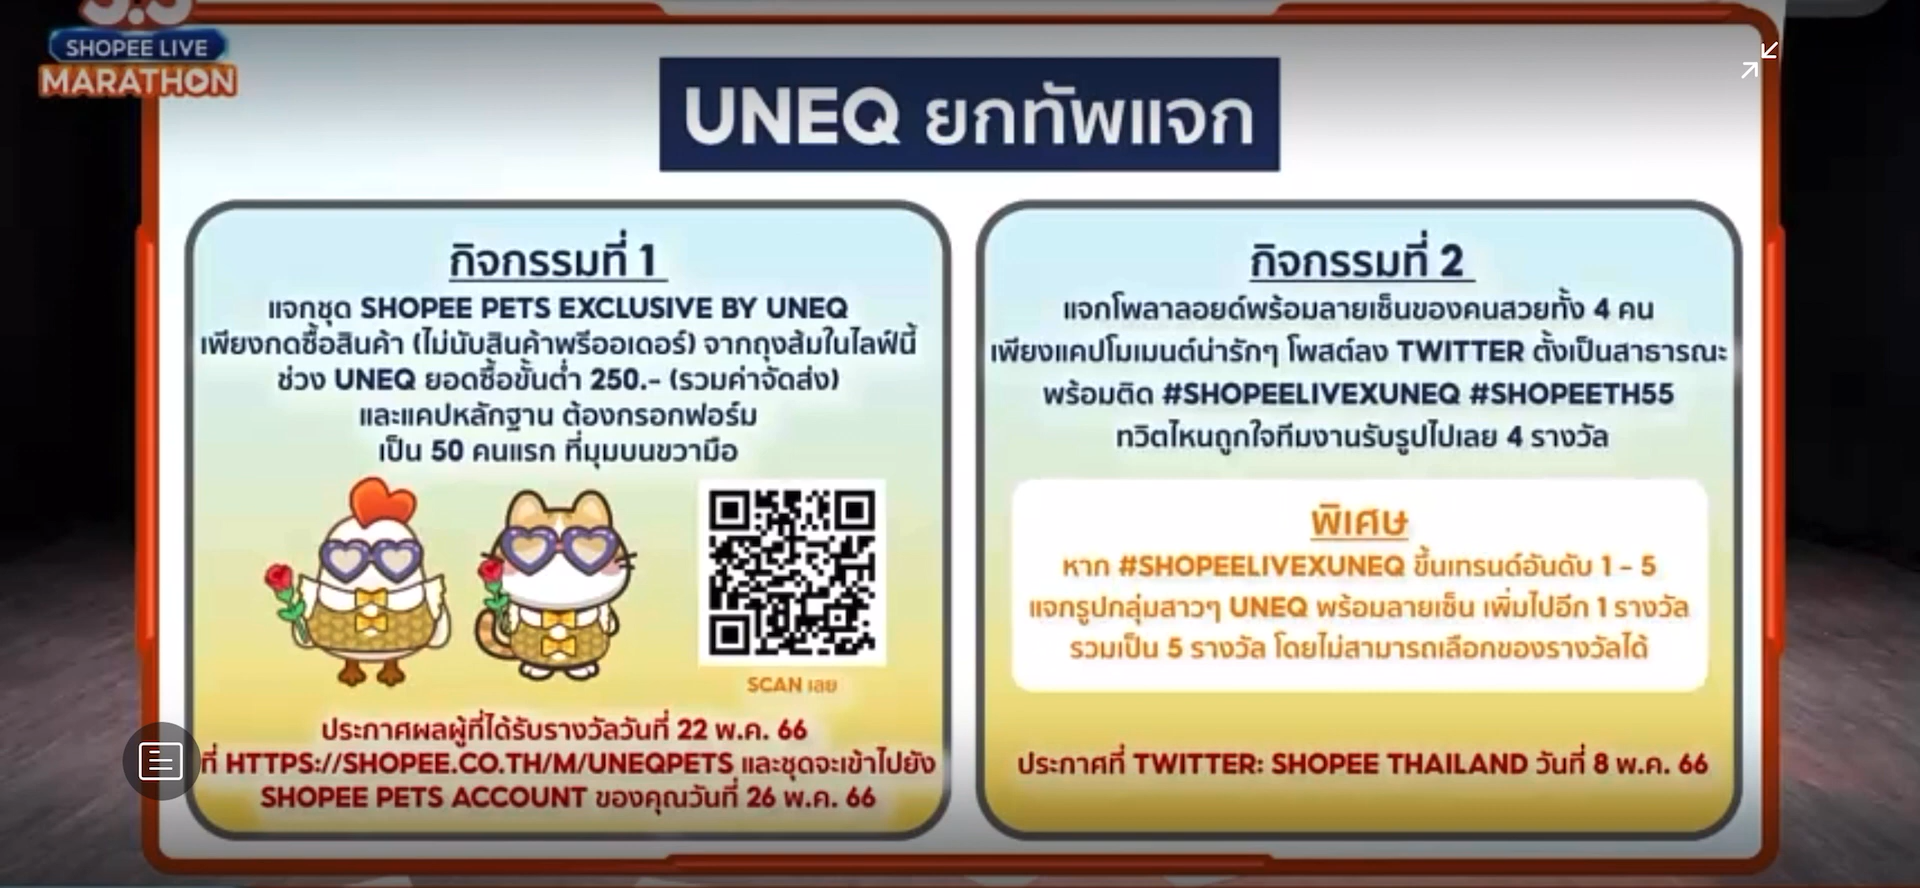 5.5
SHOPEE LIVE
MARATHON
UNEQ ยกทัพแจก
กิจกรรมที่ 1
แจกชุด SHOPEE PETS EXCLUSIVE BY UNEQ
เพียงกดซื้อสินค้า (ไม่นับสินค้าพรีออเดอร์) จากถุงส้มในไลฟ์นี้
ช่วง UNEQ ยอดซื้อขั้นต่ำ 250.- (รวมค่าจัดส่ง)
และแคปหลักฐาน ต้องกรอกฟอร์ม
เป็น 50 คนแรก ที่มุมบนขวามือ
SCAN เลย
ประกาศผลผู้ที่ได้รับรางวัลวันที่ 22 พ.ค. 66
ที่ HTTPS://SHOPEE.CO.TH/M/UNEQPETS และชุดจะเข้าไปยัง
SHOPEE PETS ACCOUNT ของคุณวันที่ 26 พ.ค. 66
กิจกรรมที่ 2
แจกโพลาลอยด์พร้อมลายเซ็นของคนสวยทั้ง 4 คน
เพียงแคปโมเมนต์น่ารักๆ โพสต์ลง TWITTER ตั้งเป็นสาธารณะ
พร้อมติด #SHOPEELIVEXUNEQ #SHOPEETH55
ทวิตไหนถูกใจทีมงานรับรูปไปเลย 4 รางวัล
พิเศษ
หาก #SHOPEELIVEXUNEQ ขึ้นเทรนด์อันดับ 1 - 5
แจกรูปกลุ่มสาวๆ UNEQ พร้อมลายเซ็น เพิ่มไปอีก 1 รางวัล
รวมเป็น 5 รางวัล โดยไม่สามารถเลือกของรางวัลได้
ประกาศที่ TWITTER: SHOPEE THAILAND วันที่ 8 พ.ค. 66